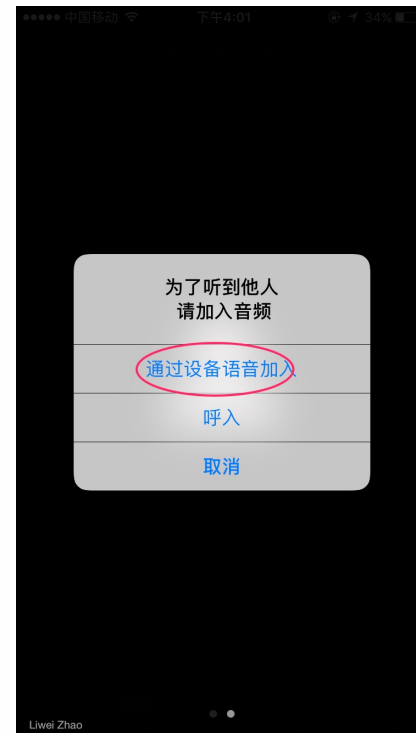 中国移动 下午4:01 34%
为了听到他人
请加入音频
通过设备语音加入
呼入
取消
Liwei Zhao